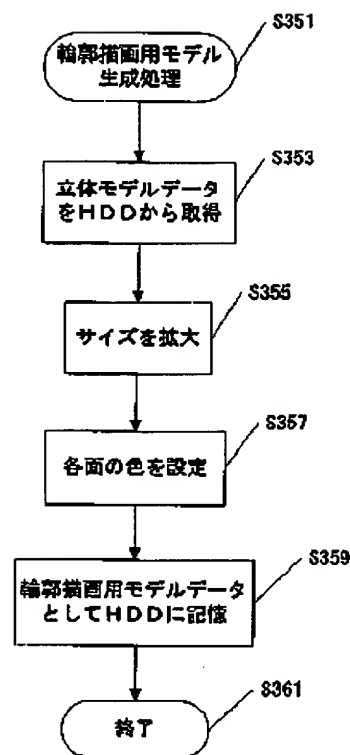 S351
輪郭描画用モデル
生成処理
S353
立体モデルデータ
をHDDから取得
S355
サイズを拡大
S357
各面の色を設定
S359
輪郭描画用モデルデータ
としてHDDに記憶
S361
終了